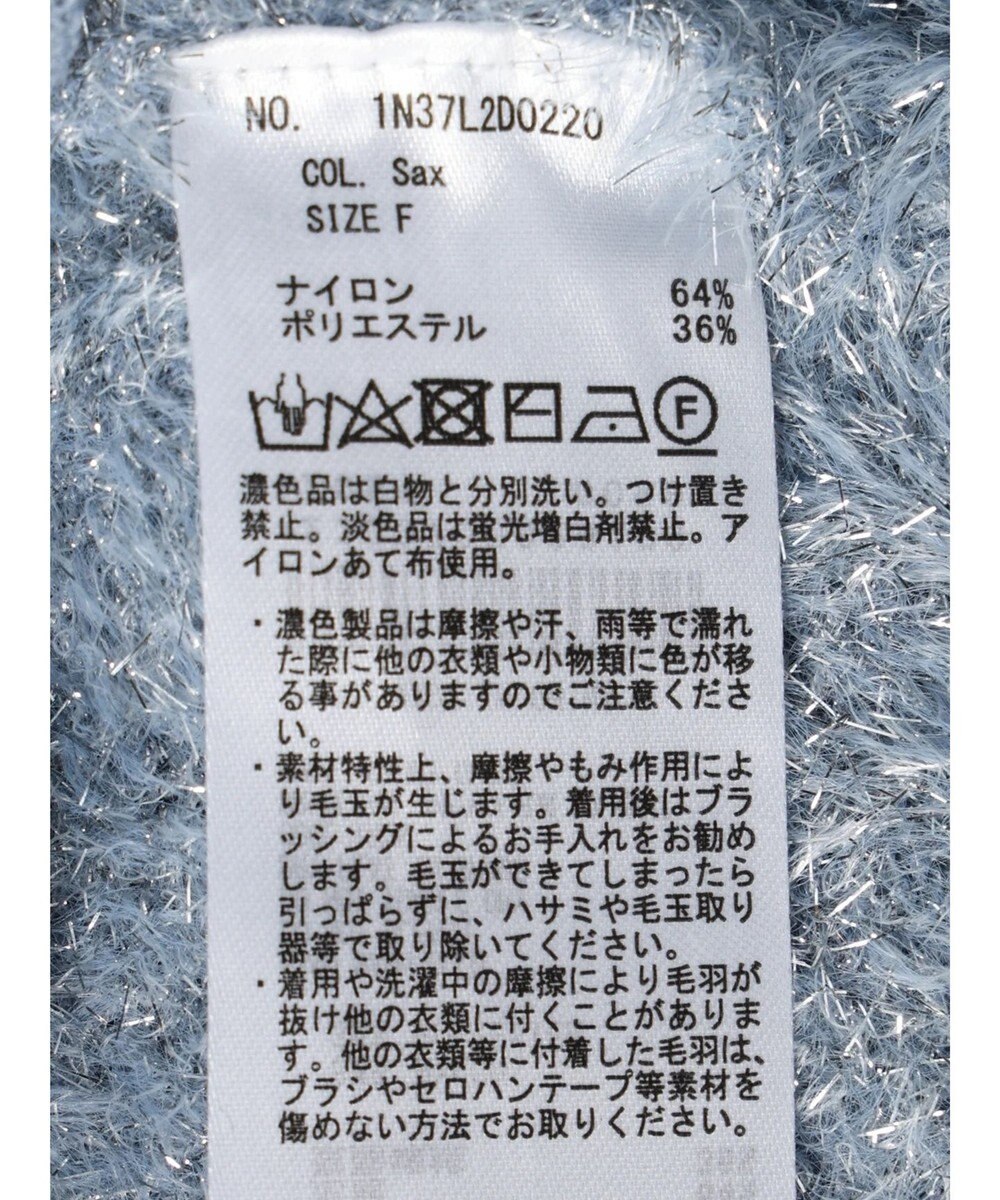 NO. 1N37L2D0220
COL. Sax
SIZE F
ナイロン 64%
ポリエステル 36%
F
濃色品は白物と分別洗い。つけ置き
禁止。淡色品は蛍光増白剤禁止。ア
イロンあて布使用。
・濃色製品は摩擦や汗、雨等で濡れ
た際に他の衣類や小物類に色が移
る事がありますのでご注意くださ
い。
・素材特性上、摩擦やもみ作用によ
り毛玉が生じます。着用後はブラ
ッシングによるお手入れをお勧め
します。毛玉ができてしまったら
引っぱらずに、ハサミや毛玉取り
器等で取り除いてください。
・着用や洗濯中の摩擦により毛羽が
抜け他の衣類に付くことがありま
す。他の衣類等に付着した毛羽は、
ブラシやセロハンテープ等素材を
傷めない方法でお取りください。